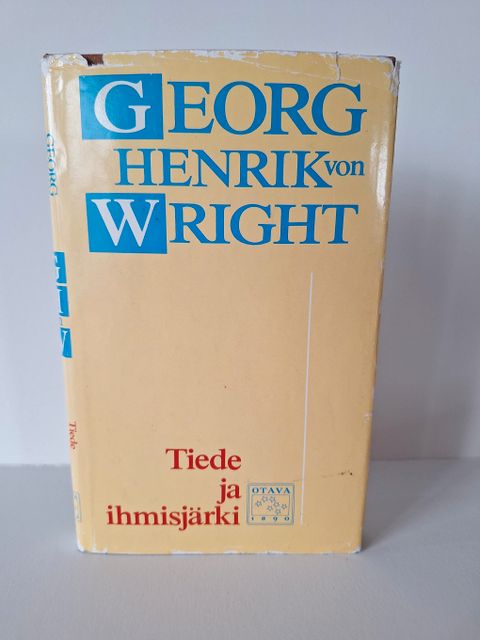 GEORG
HENRIK von
WRIGHT
Tiede
ja
ihmisjärki
OTAVA
1890
GEORG
Tiede